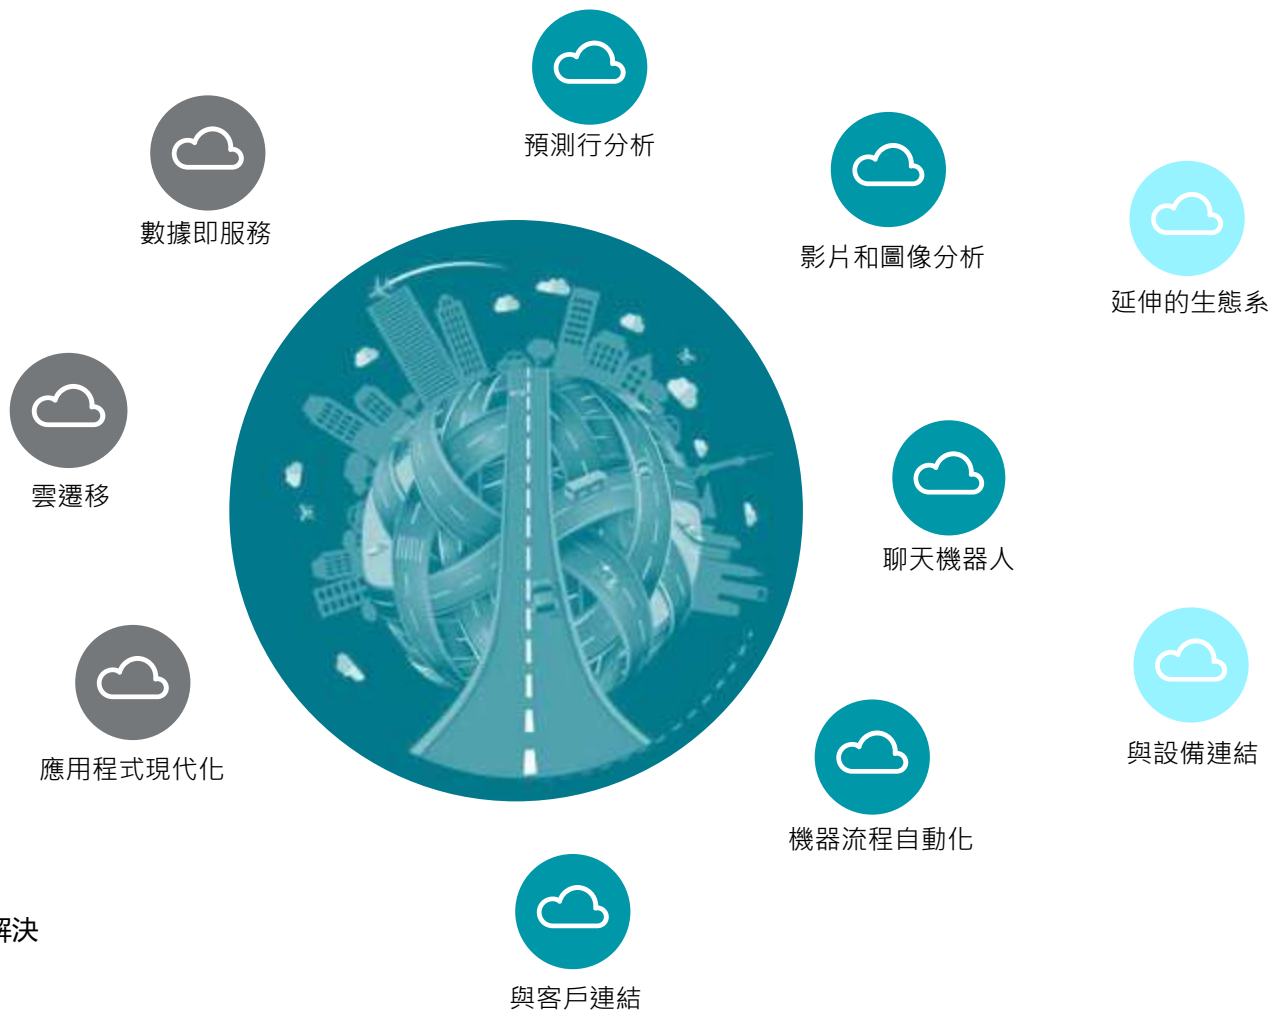 預測行分析
數據即服務
影片和圖像分析
延伸的生態系
雲遷移
聊天機器人
與設備連結
應用程式現代化
機器流程自動化
解決
與客戶連結